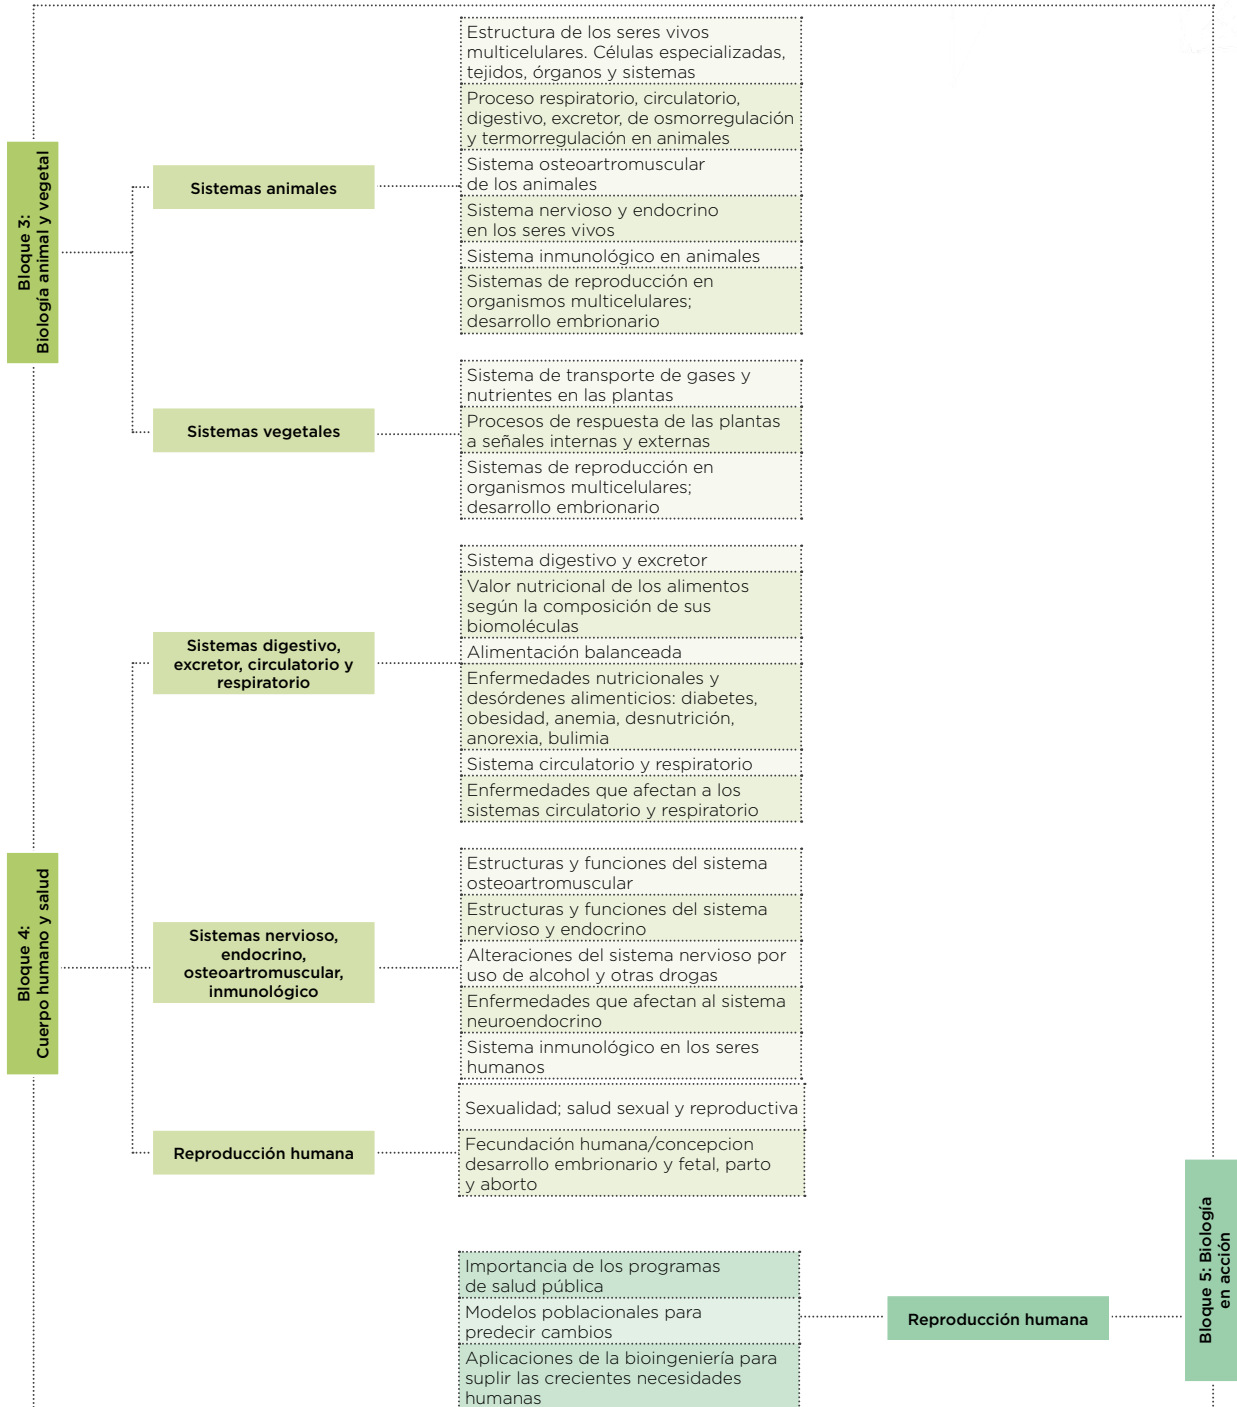 Bloque 3:
Biología animal y vegetal
Sistemas animales
Estructura de los seres vivos
multicelulares. Células especializadas,
tejidos, órganos y sistemas
Proceso respiratorio, circulatorio,
digestivo, excretor, de osmorregulación
y termorregulación en animales
Sistema osteoartromuscular
de los animales
Sistema nervioso y endocrino
en los seres vivos
Sistema inmunológico en animales
Sistemas de reproducción en
organismos multicelulares;
desarrollo embrionario
Sistemas vegetales
Sistema de transporte de gases y
nutrientes en las plantas
Procesos de respuesta de las plantas
a señales internas y externas
Sistemas de reproducción en
organismos multicelulares;
desarrollo embrionario
Bloque 4:
Cuerpo humano y salud
Sistemas digestivo,
excretor, circulatorio y
respiratorio
Sistema digestivo y excretor
Valor nutricional de los alimentos
según la composición de sus
biomoléculas
Alimentación balanceada
Enfermedades nutricionales y
desórdenes alimenticios: diabetes,
obesidad, anemia, desnutrición,
anorexia, bulimia
Sistema circulatorio y respiratorio
Enfermedades que afectan a los
sistemas circulatorio y respiratorio
Sistemas nervioso,
endocrino,
osteoartromuscular,
inmunológico
Estructuras y funciones del sistema
osteoartromuscular
Estructuras y funciones del sistema
nervioso y endocrino
Alteraciones del sistema nervioso por
uso de alcohol y otras drogas
Enfermedades que afectan al sistema
neuroendocrino
Sistema inmunológico en los seres
humanos
Reproducción humana
Sexualidad; salud sexual y reproductiva
Fecundación humana/concepcion
desarrollo embrionario y fetal, parto
y aborto
Importancia de los programas
de salud pública
Modelos poblacionales para
predecir cambios
Aplicaciones de la bioingeniería para
suplir las crecientes necesidades
humanas
Reproducción humana
Bloque 5: Biología
en acción